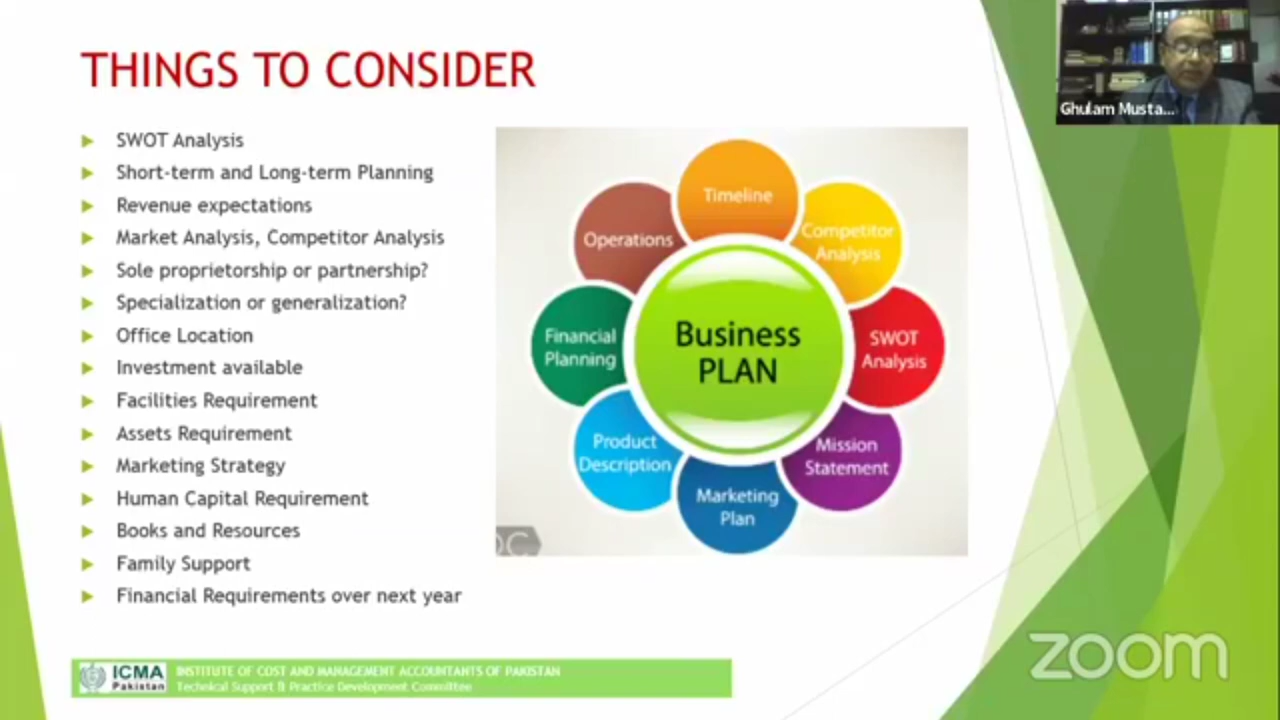 THINGS TO CONSIDER
SWOT Analysis
Short-term and Long-term Planning
Revenue expectations
Market Analysis, Competitor Analysis
Sole proprietorship or partnership?
Specialization or generalization?
Office Location
Investment available
Facilities Requirement
Assets Requirement
Marketing Strategy
Human Capital Requirement
Books and Resources
Family Support
Financial Requirements over next year
Timeline
Competitor
Analysis
SWOT
Analysis
Mission
Statement
Marketing
Plan
Product
Description
Financial
Planning
Operations
Business
PLAN
Ghulam Musta...
ICMA
Pakistan
INSTITUTE OF COST AND MANAGEMENT ACCOUNTANTS OF PAKISTAN
Technical Support & Practice Development Committee
zoom